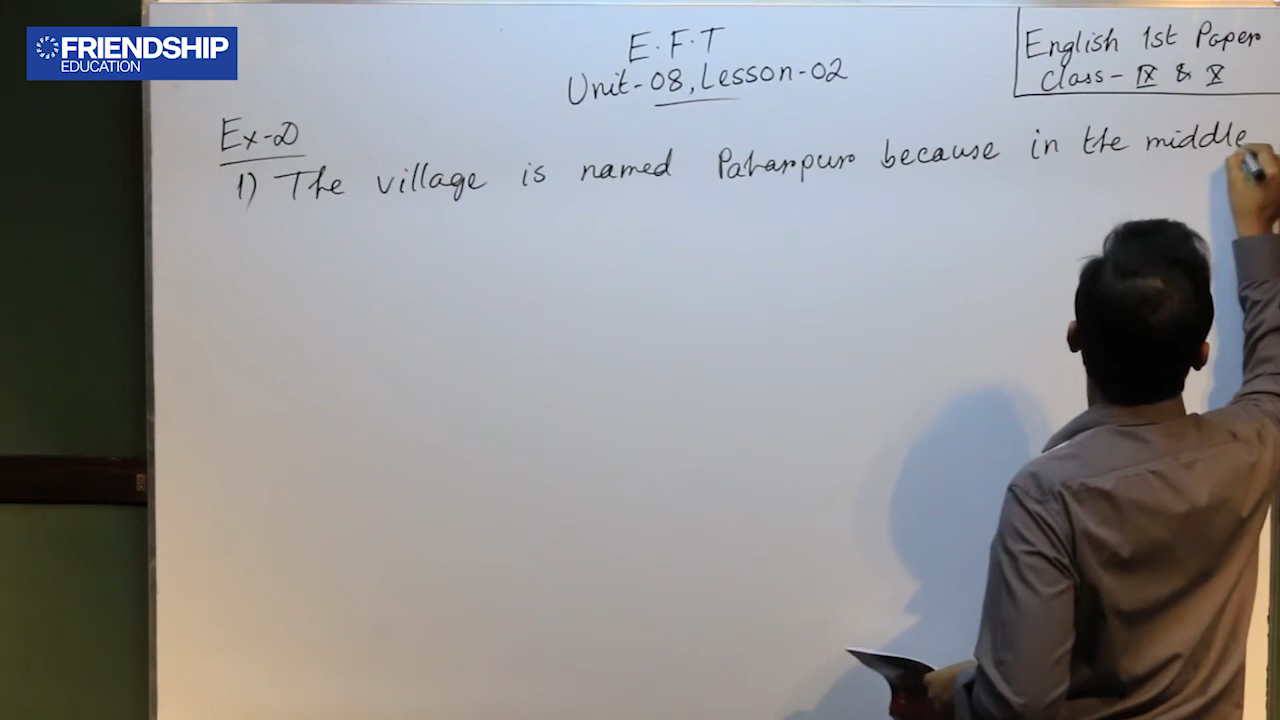 FRIENDSHIP
EDUCATION
E.F.T
Unit-08, Lesson-02
English 1st Paper
Class- IX & X
Ex-D
1) The village is named Paharpur because in the middle